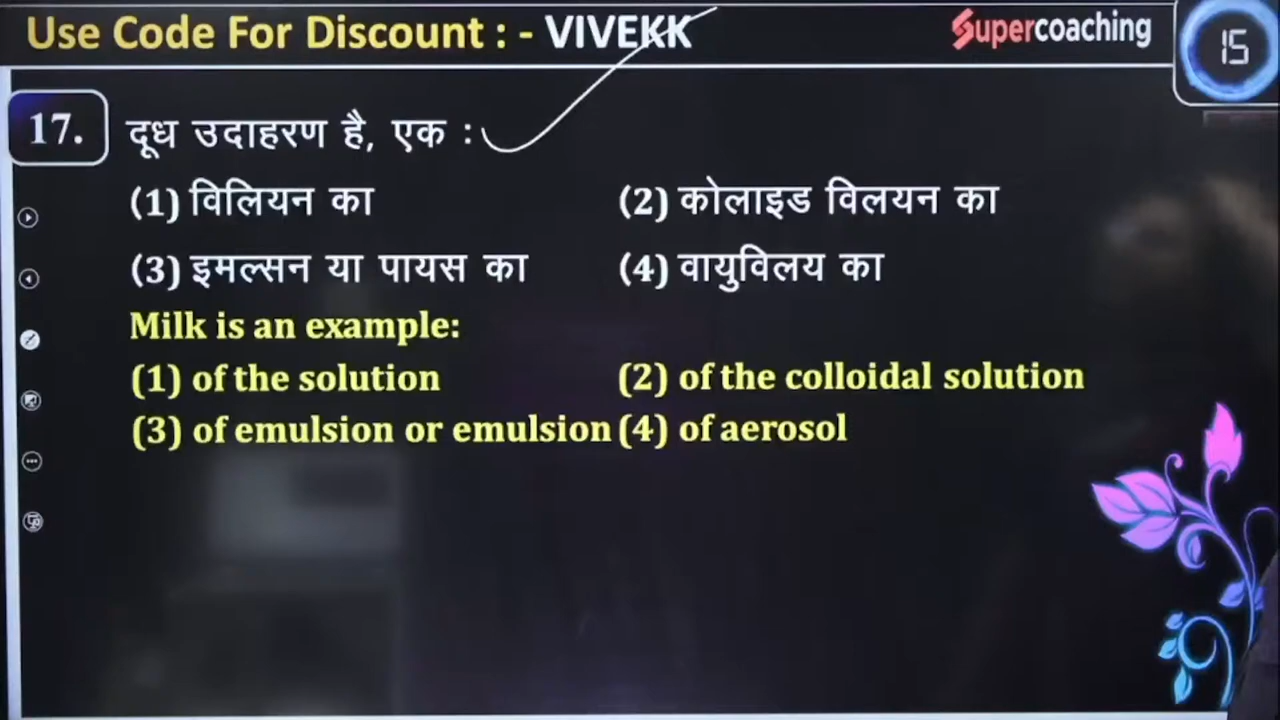 Use Code For Discount : - VIVEKK
Supercoaching
15
17. दूध उदाहरण है, एक :
(1) विलियन का (2) कोलाइड विलयन का
(3) इमल्सन या पायस का (4) वायुविलय का
Milk is an example:
(1) of the solution (2) of the colloidal solution
(3) of emulsion or emulsion (4) of aerosol